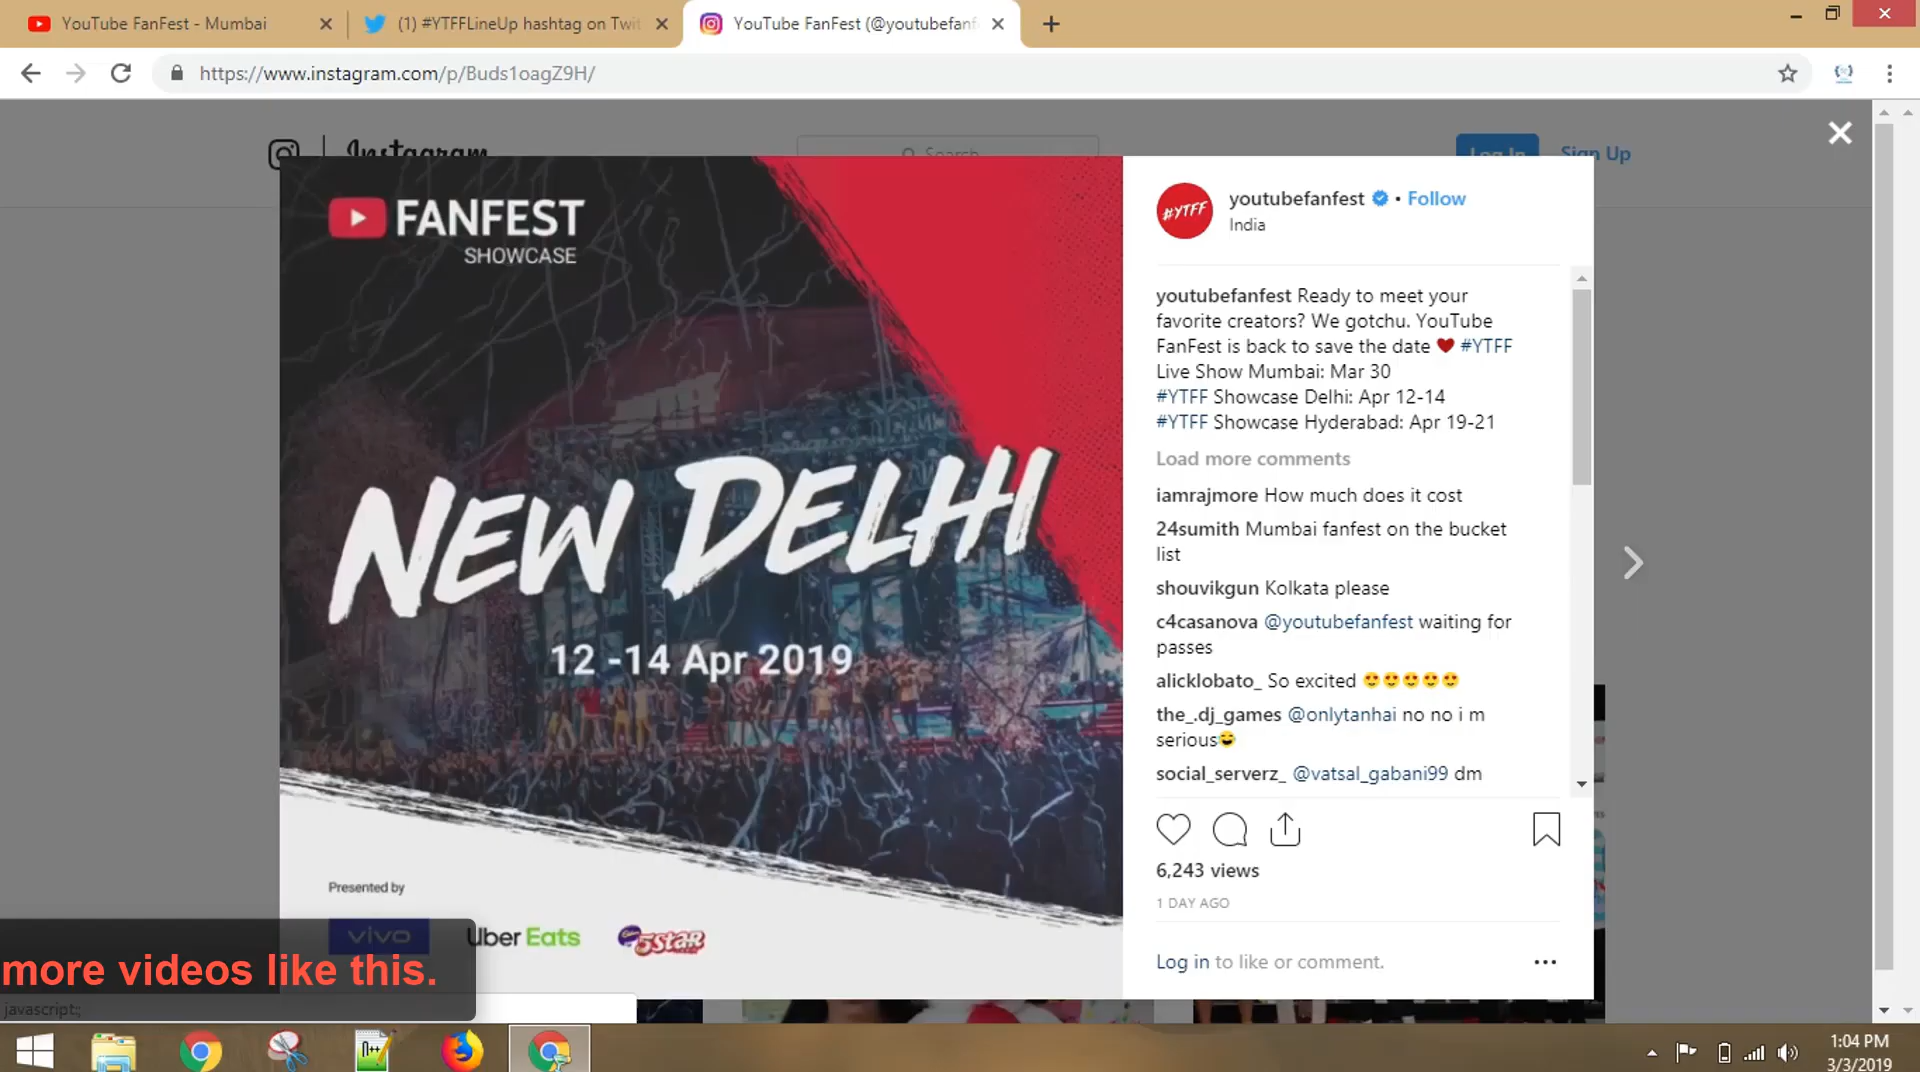 YouTube FanFest - Mumbai
(1) #YTFFLineUp hashtag on Twit
YouTube FanFest (@youtubefanf
https://www.instagram.com/p/Buds1oagZ9H/
Instagram
Search
Log In
Sign Up
FANFEST
SHOWCASE
NEW DELHI
12 -14 Apr 2019
Presented by
vivo
Uber Eats
5Star
#YTFF
youtubefanfest • Follow
India
youtubefanfest Ready to meet your
favorite creators? We gotchu. YouTube
FanFest is back to save the date ❤ #YTFF
Live Show Mumbai: Mar 30
#YTFF Showcase Delhi: Apr 12-14
#YTFF Showcase Hyderabad: Apr 19-21
Load more comments
iamrajmore How much does it cost
24sumith Mumbai fanfest on the bucket
list
shouvikgun Kolkata please
c4casanova @youtubefanfest waiting for
passes
alicklobato_ So excited 😍😍😍😍😍
the_.dj_games @onlytanhai no no i m
serious😂
social_serverz_ @vatsal_gabani99 dm
6,243 views
1 DAY AGO
Log in to like or comment.
more videos like this.
javascript:;
1:04 PM
3/3/2019